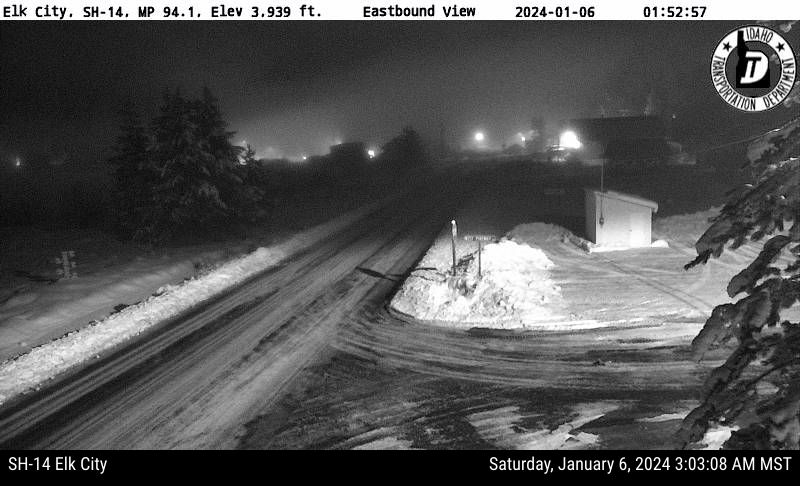 Elk City, SH-14, MP 94.1, Elev 3,939 ft. Eastbound View 2024-01-06 01:52:57
IDAHO
TRANSPORTATION DEPARTMENT
SH-14 Elk City Saturday, January 6, 2024 3:03:08 AM MST